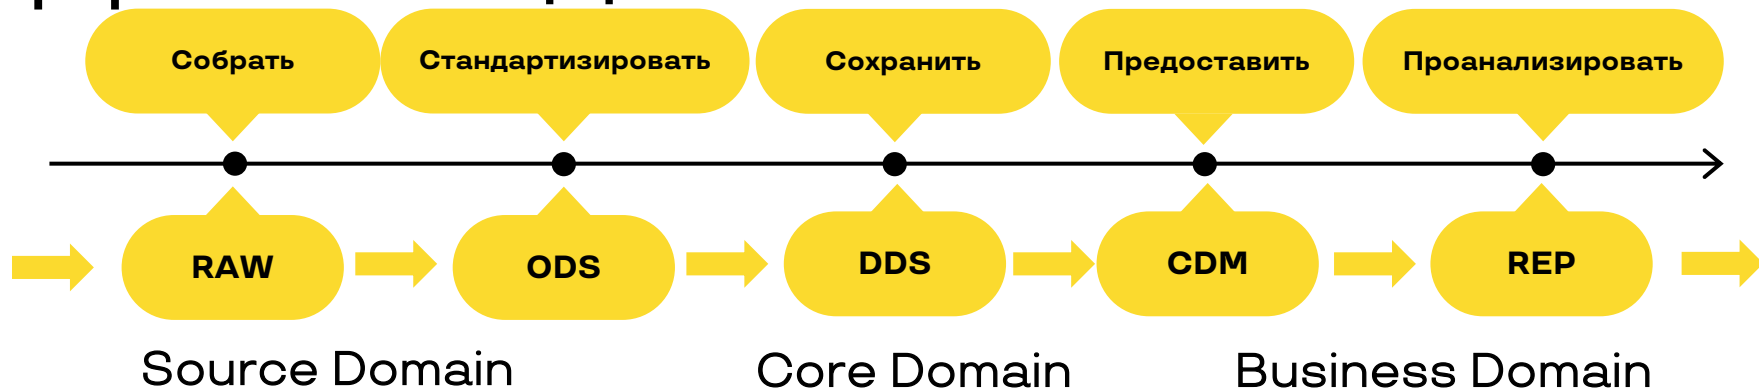 Собрать
Стандартизировать
Сохранить
Предоставить
Проанализировать
RAW
ODS
DDS
CDM
REP
Source Domain
Core Domain
Business Domain